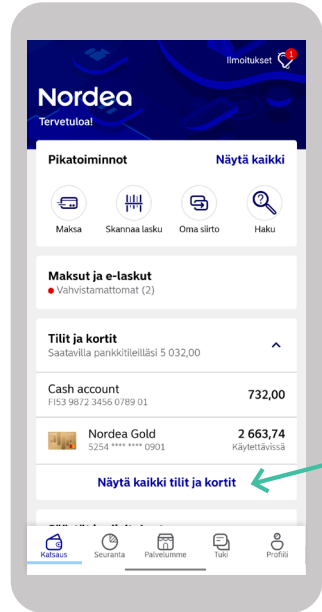 Ilmoitukset 1
Nordea
Tervetuloa!
Pikatoiminnot Näytä kaikki
Maksa Skannaa lasku Oma siirto Haku
Maksut ja e-laskut
Vahvistamattomat (2)
Tilit ja kortit
Saatavilla pankkitileilläsi 5 032,00
Cash account 732,00
FI53 9872 3456 0789 01
Nordea Gold 2 663,74
5254 **** **** 0901 Käytettävissä
Näytä kaikki tilit ja kortit
Katsaus Seuranta Palvelumme Tuki Profiili